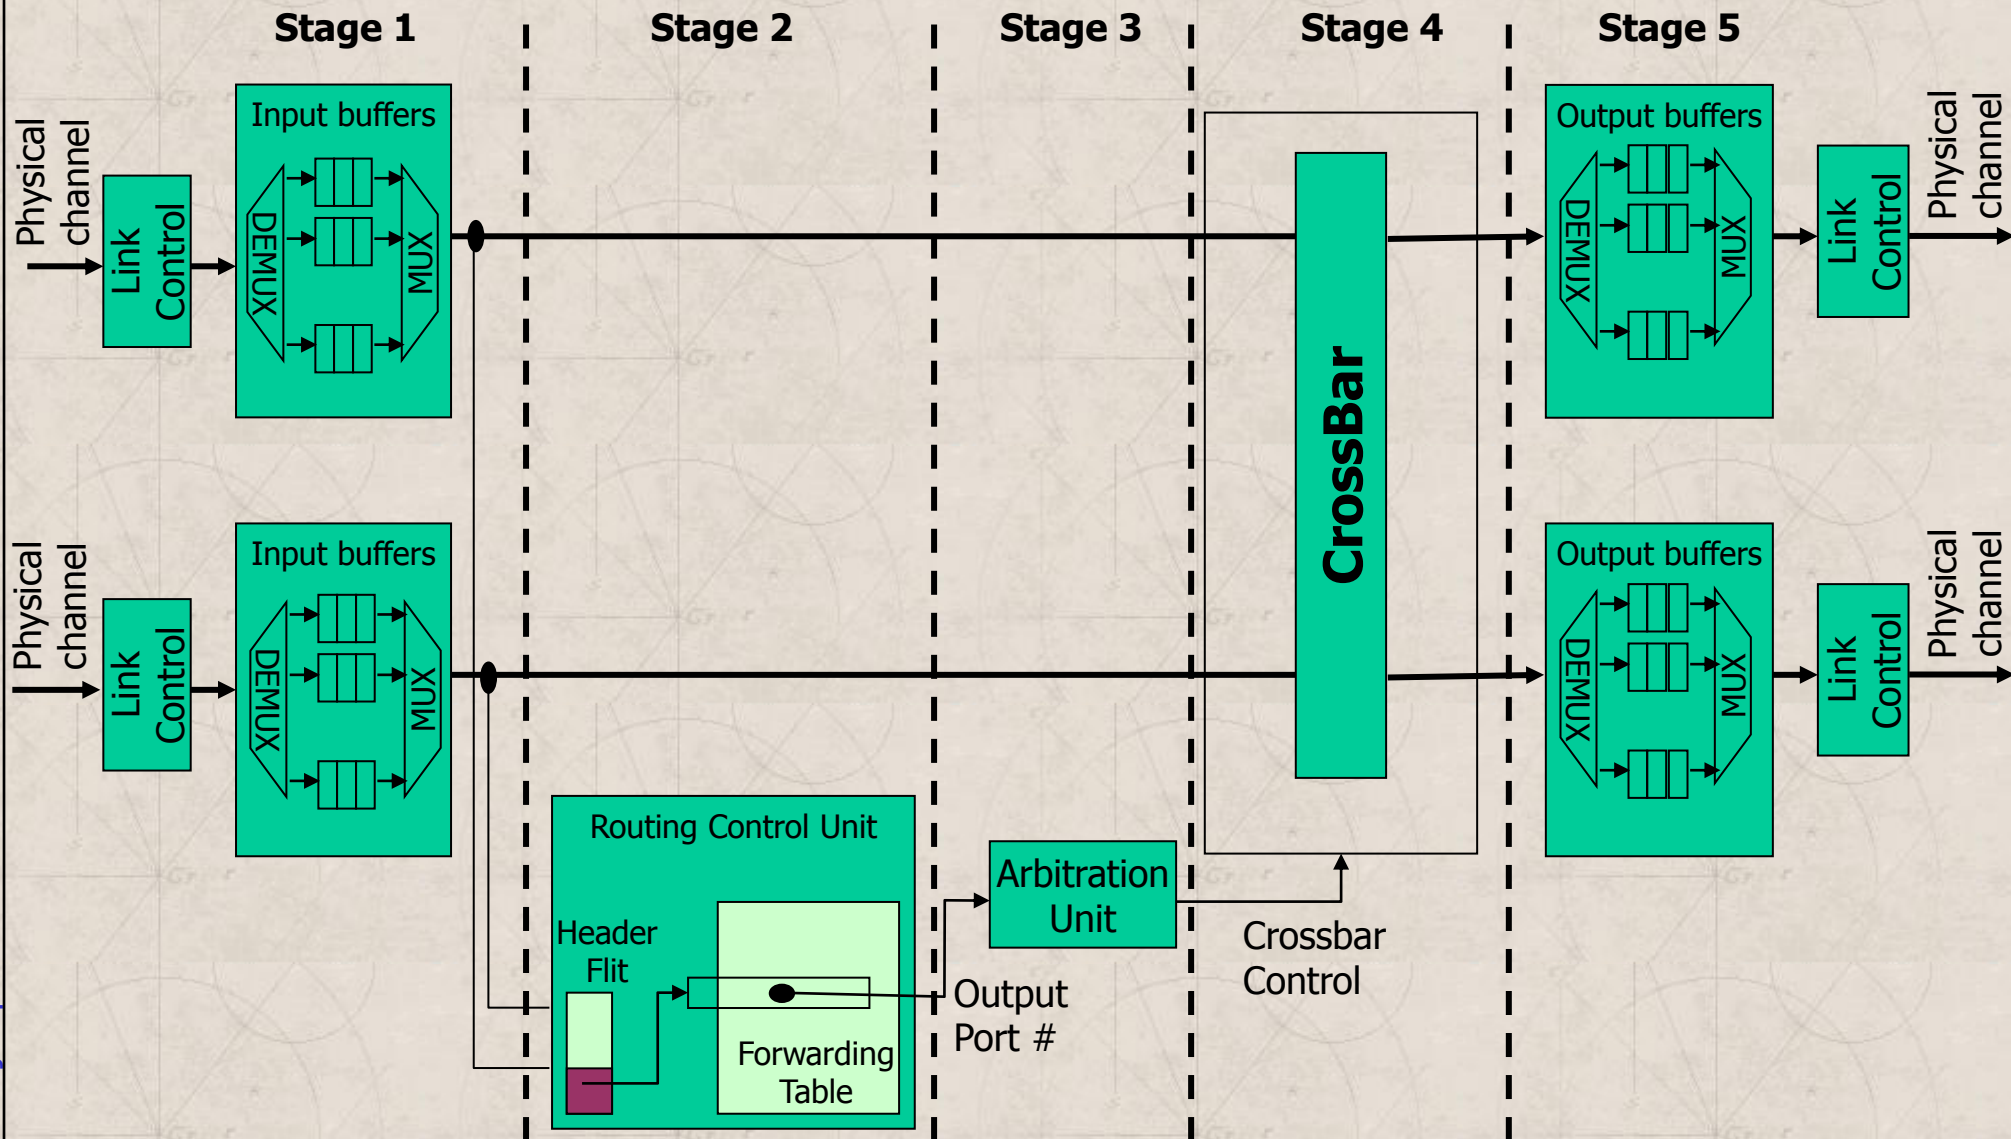 Stage 1
Stage 2
Stage 3
Stage 4
Stage 5
Physical
channel
Link
Control
Input buffers
DEMUX
MUX
CrossBar
Output buffers
DEMUX
MUX
Link
Control
Physical
channel
Physical
channel
Link
Control
Input buffers
DEMUX
MUX
Output buffers
DEMUX
MUX
Link
Control
Physical
channel
Routing Control Unit
Header
Flit
Forwarding
Table
Output
Port #
Arbitration
Unit
Crossbar
Control